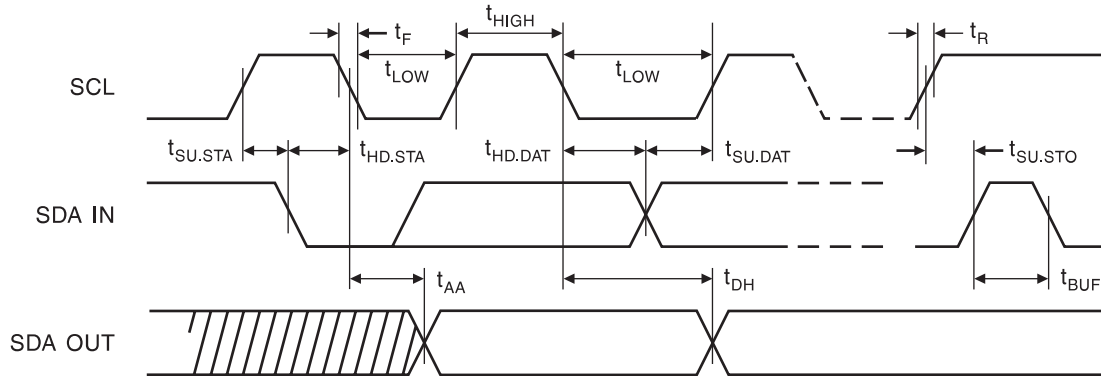 tHIGH
tF
tR
tLOW
tLOW
SCL
tSU.STA
tHD.STA
tHD.DAT
tSU.DAT
tSU.STO
SDA IN
tAA
tDH
tBUF
SDA OUT